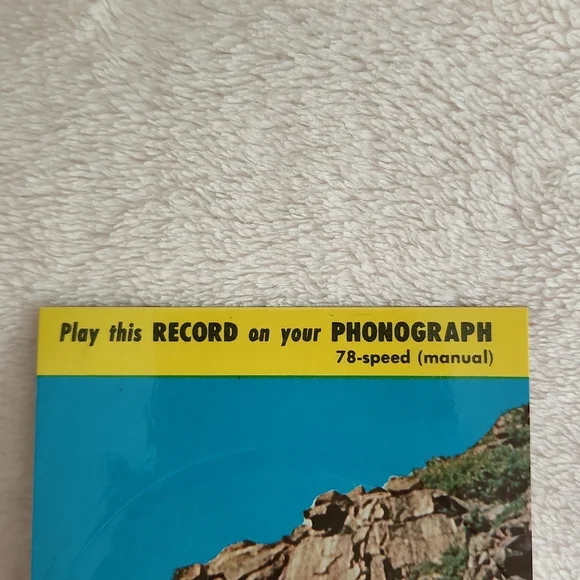 Play this RECORD on your PHONOGRAPH
78-speed (manual)